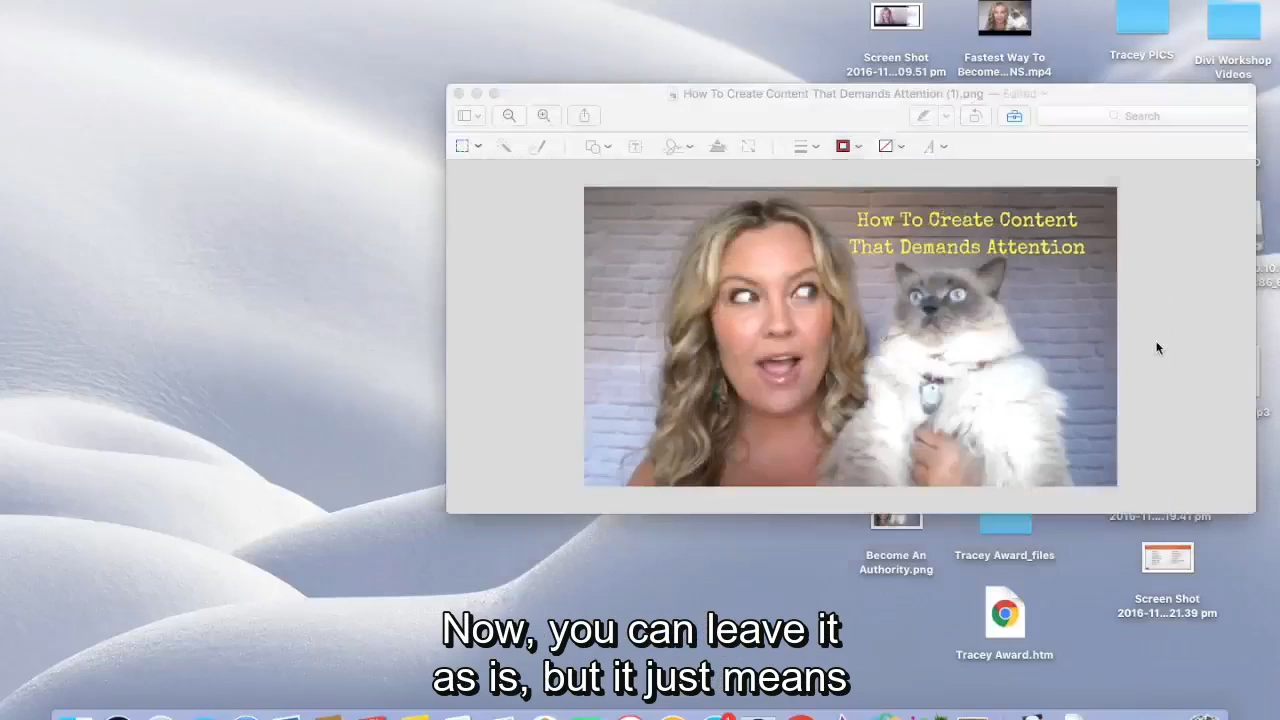 Screen Shot
2016-11...09.51 pm
Fastest Way To
Become...NS.mp4
Tracey PICS
Divi Workshop
Videos
How To Create Content That Demands Attention (1).png — Edited
Search
How To Create Content
That Demands Attention
2016-11....19.41 pm
Become An
Authority.png
Tracey Award_files
Screen Shot
2016-11...21.39 pm
Tracey Award.htm
Now, you can leave it
as is, but it just means